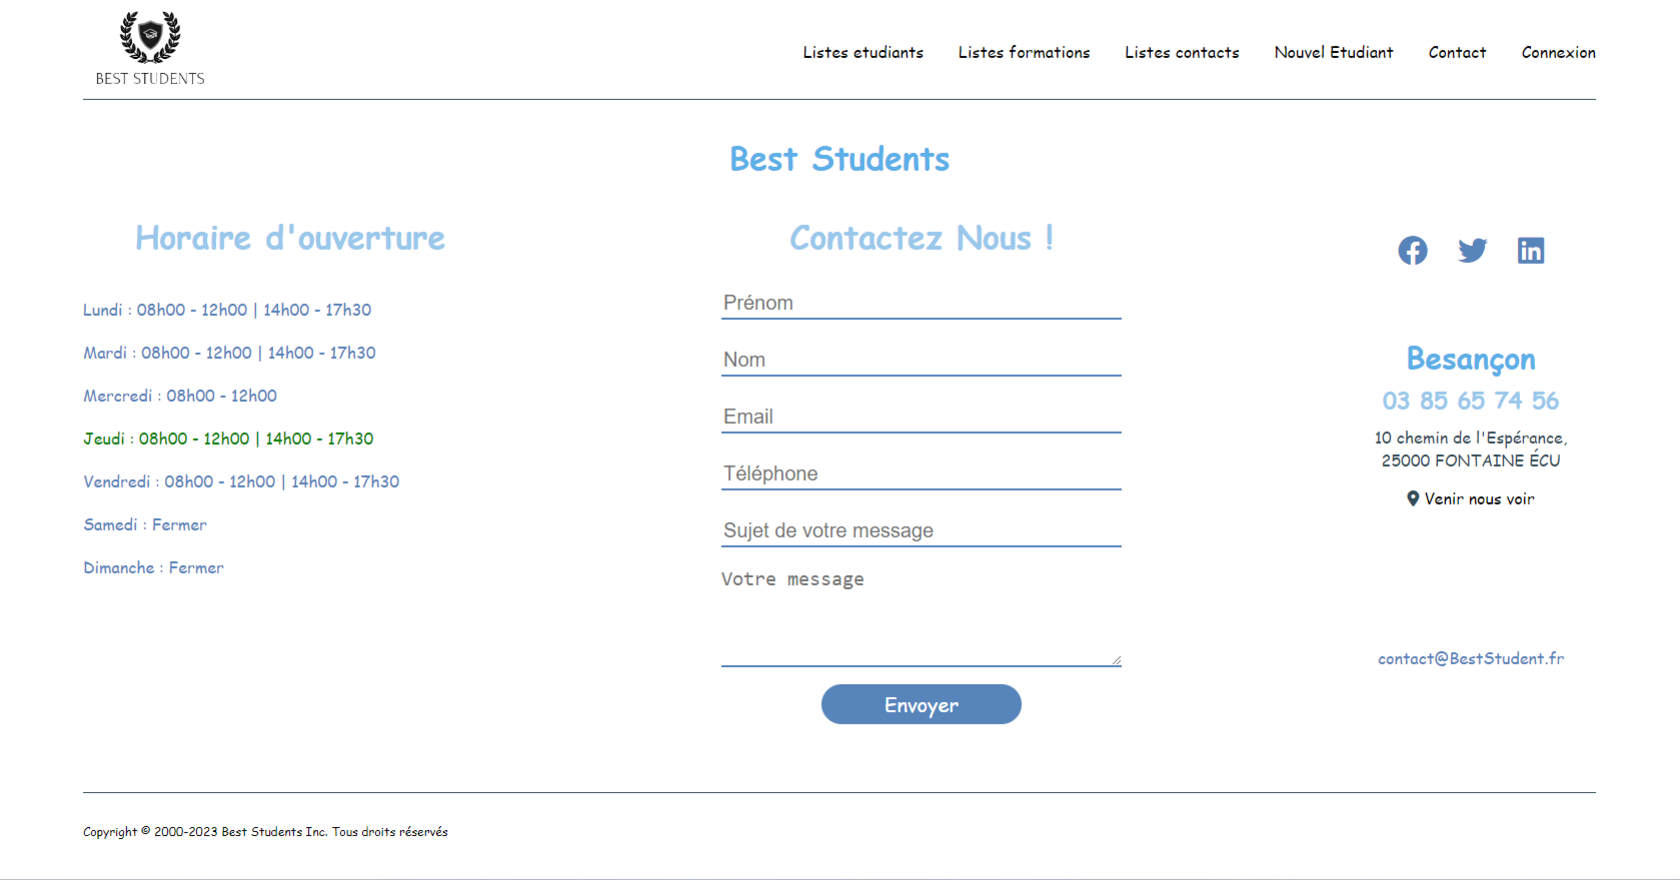 BEST STUDENTS
Listes etudiants Listes formations Listes contacts Nouvel Etudiant Contact Connexion
Best Students
Horaire d'ouverture
Lundi : 08h00 - 12h00 | 14h00 - 17h30
Mardi : 08h00 - 12h00 | 14h00 - 17h30
Mercredi : 08h00 - 12h00
Jeudi : 08h00 - 12h00 | 14h00 - 17h30
Vendredi : 08h00 - 12h00 | 14h00 - 17h30
Samedi : Fermer
Dimanche : Fermer
Contactez Nous !
Prénom
Nom
Email
Téléphone
Sujet de votre message
Votre message
Envoyer
Besançon
03 85 65 74 56
10 chemin de l'Espérance,
25000 FONTAINE ÉCU
Venir nous voir
contact@BestStudent.fr
Copyright © 2000-2023 Best Students Inc. Tous droits réservés